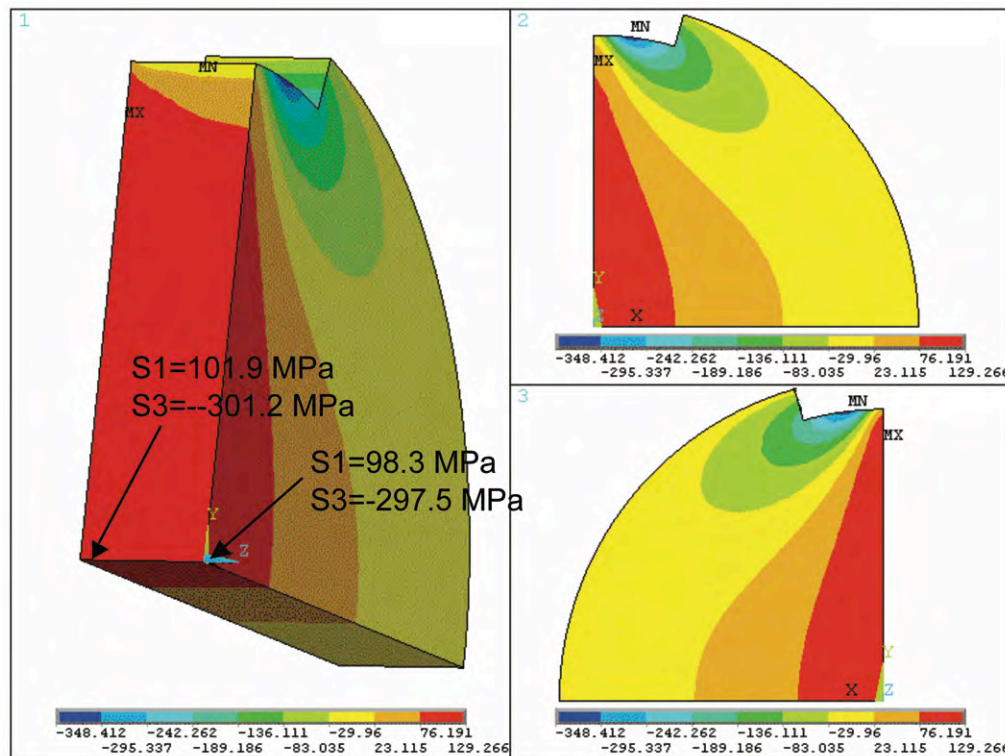 1
MN
MX
S1=101.9 MPa
S3=--301.2 MPa
S1=98.3 MPa
S3=-297.5 MPa
Y
Z
-348.412 -242.262 -136.111 -29.96 76.191
-295.337 -189.186 -83.035 23.115 129.266
2
MN
MX
Y
Z X
-348.412 -242.262 -136.111 -29.96 76.191
-295.337 -189.186 -83.035 23.115 129.266
3
MN
MX
Y
X Z
-348.412 -242.262 -136.111 -29.96 76.191
-295.337 -189.186 -83.035 23.115 129.266